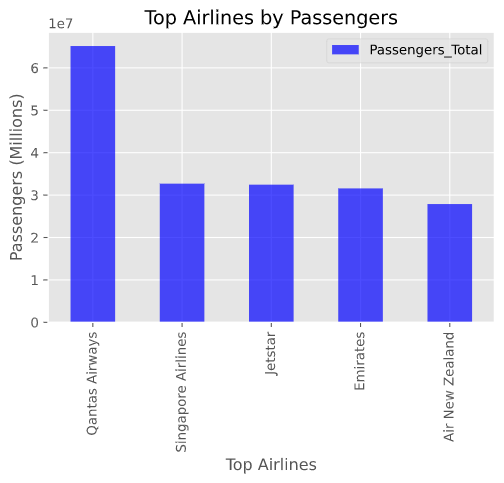 Top Airlines by Passengers
1e7
Passengers_Total
6
5
4
3
2
1
0
Passengers (Millions)
Qantas Airways
Singapore Airlines
Jetstar
Emirates
Air New Zealand
Top Airlines